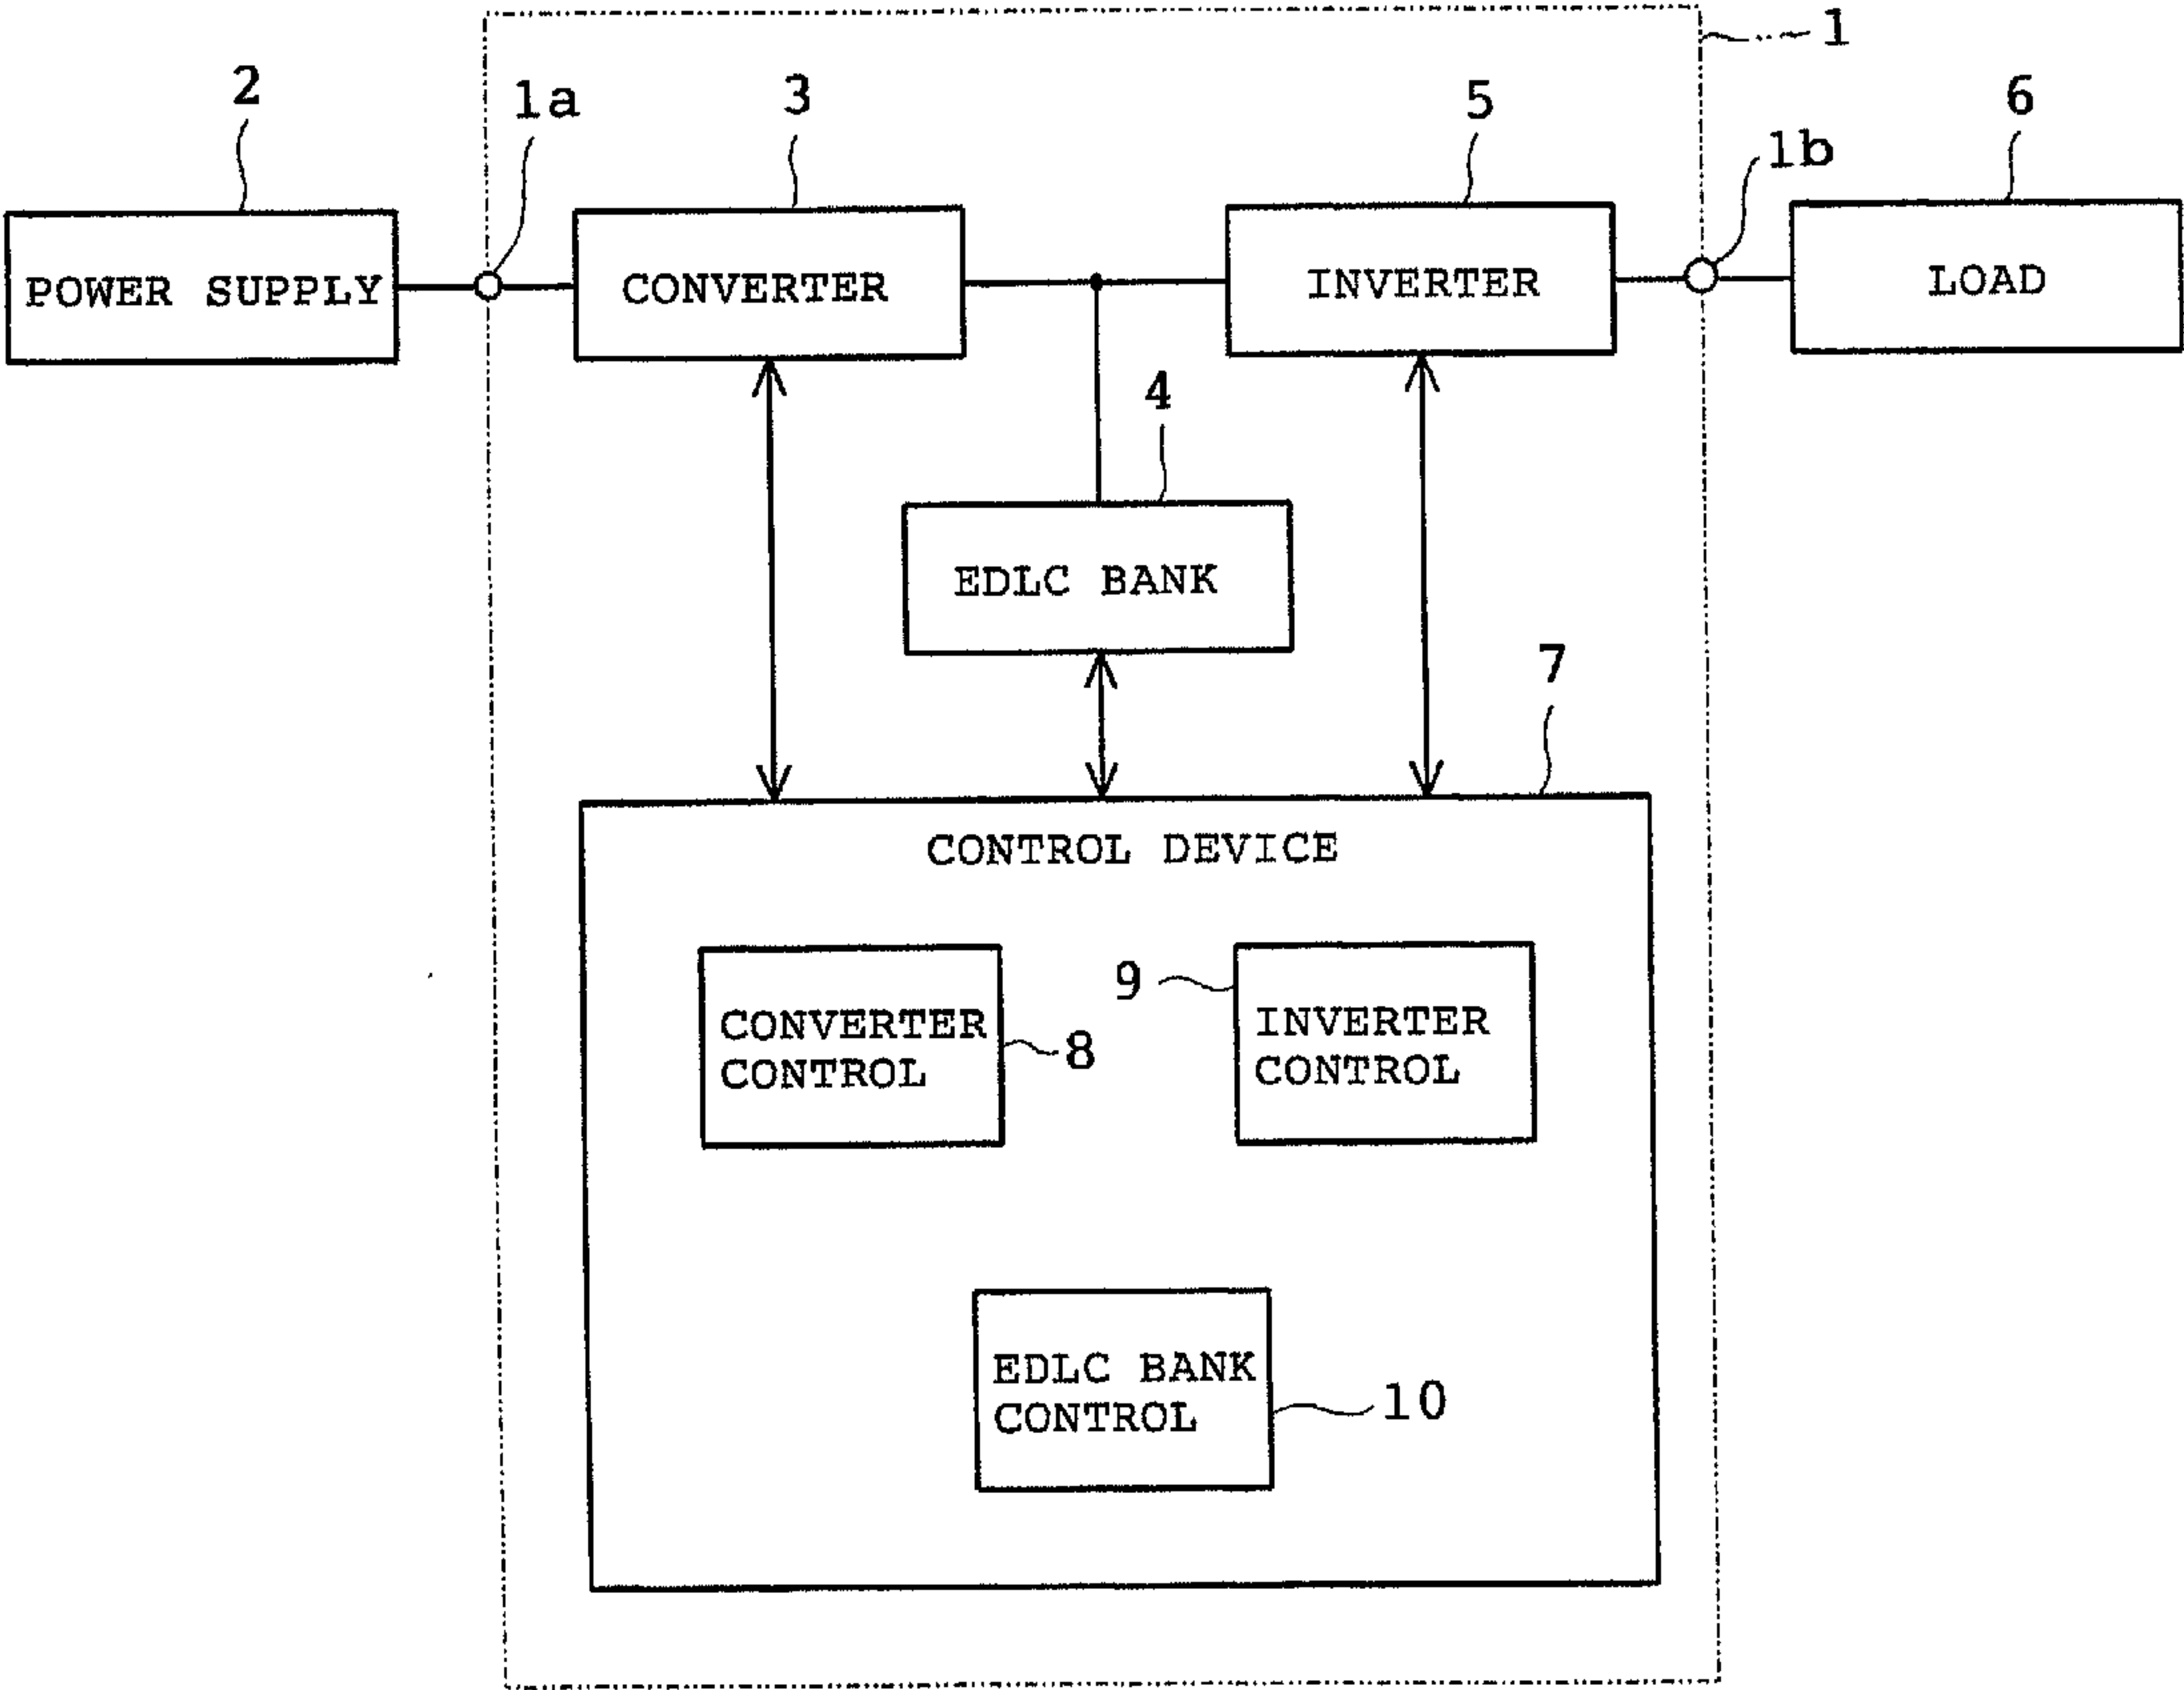 1
2
1a
3
5
6
1b
POWER SUPPLY
CONVERTER
INVERTER
LOAD
4
EDLC BANK
7
CONTROL DEVICE
9
CONVERTER
CONTROL
8
INVERTER
CONTROL
EDLC BANK
CONTROL
10